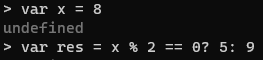 > var x = 8
undefined
> var res = x % 2 == 0? 5: 9